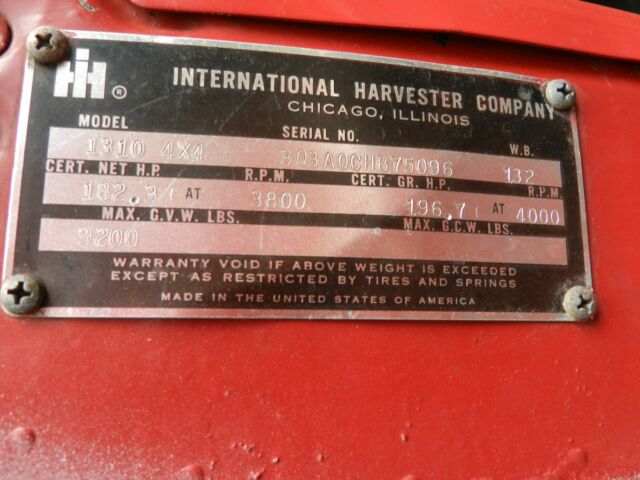 IH ®
INTERNATIONAL HARVESTER COMPANY
CHICAGO, ILLINOIS
MODEL SERIAL NO. W.B.
1310 4X4 3Q3A0CHB75096 132
CERT. NET H.P. R.P.M. CERT. GR. H.P. R.P.M.
182.3 AT 3800 196.7 AT 4000
MAX. G.V.W. LBS. MAX. G.C.W. LBS.
9200
WARRANTY VOID IF ABOVE WEIGHT IS EXCEEDED
EXCEPT AS RESTRICTED BY TIRES AND SPRINGS
MADE IN THE UNITED STATES OF AMERICA